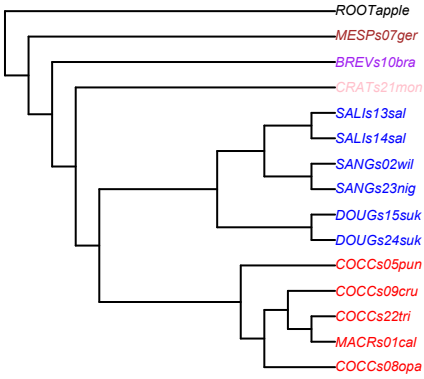 ROOTapple
MESPs07ger
BREVs10bra
CRATs21mon
SALIs13sal
SALIs14sal
SANGs02wil
SANGs23nig
DOUGs15suk
DOUGs24suk
COCCs05pun
COCCs09cru
COCCs22tri
MACRs01cal
COCCs08opa